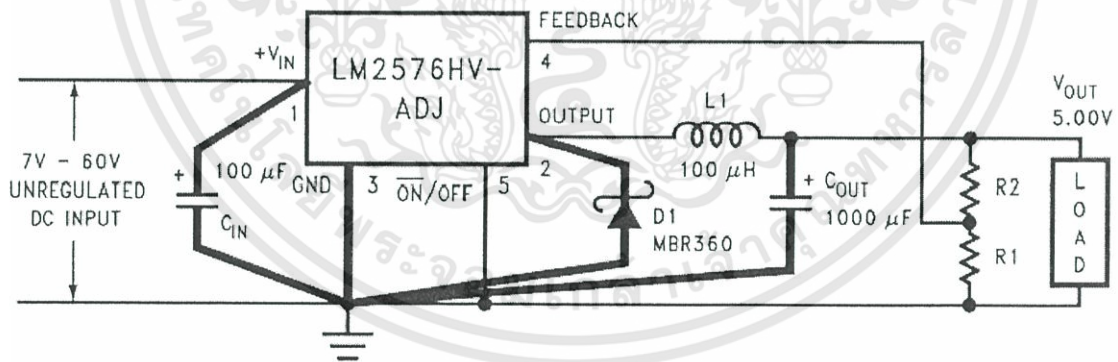 FEEDBACK
+VIN
4
LM2576HV-
ADJ
1
OUTPUT
L1
VOUT
5.00V
7V - 60V
UNREGULATED
DC INPUT
+
100 μF
GND
3
ON/OFF
5
2
100 μH
+
COUT
1000 μF
R2
LOAD
CIN
D1
MBR360
R1